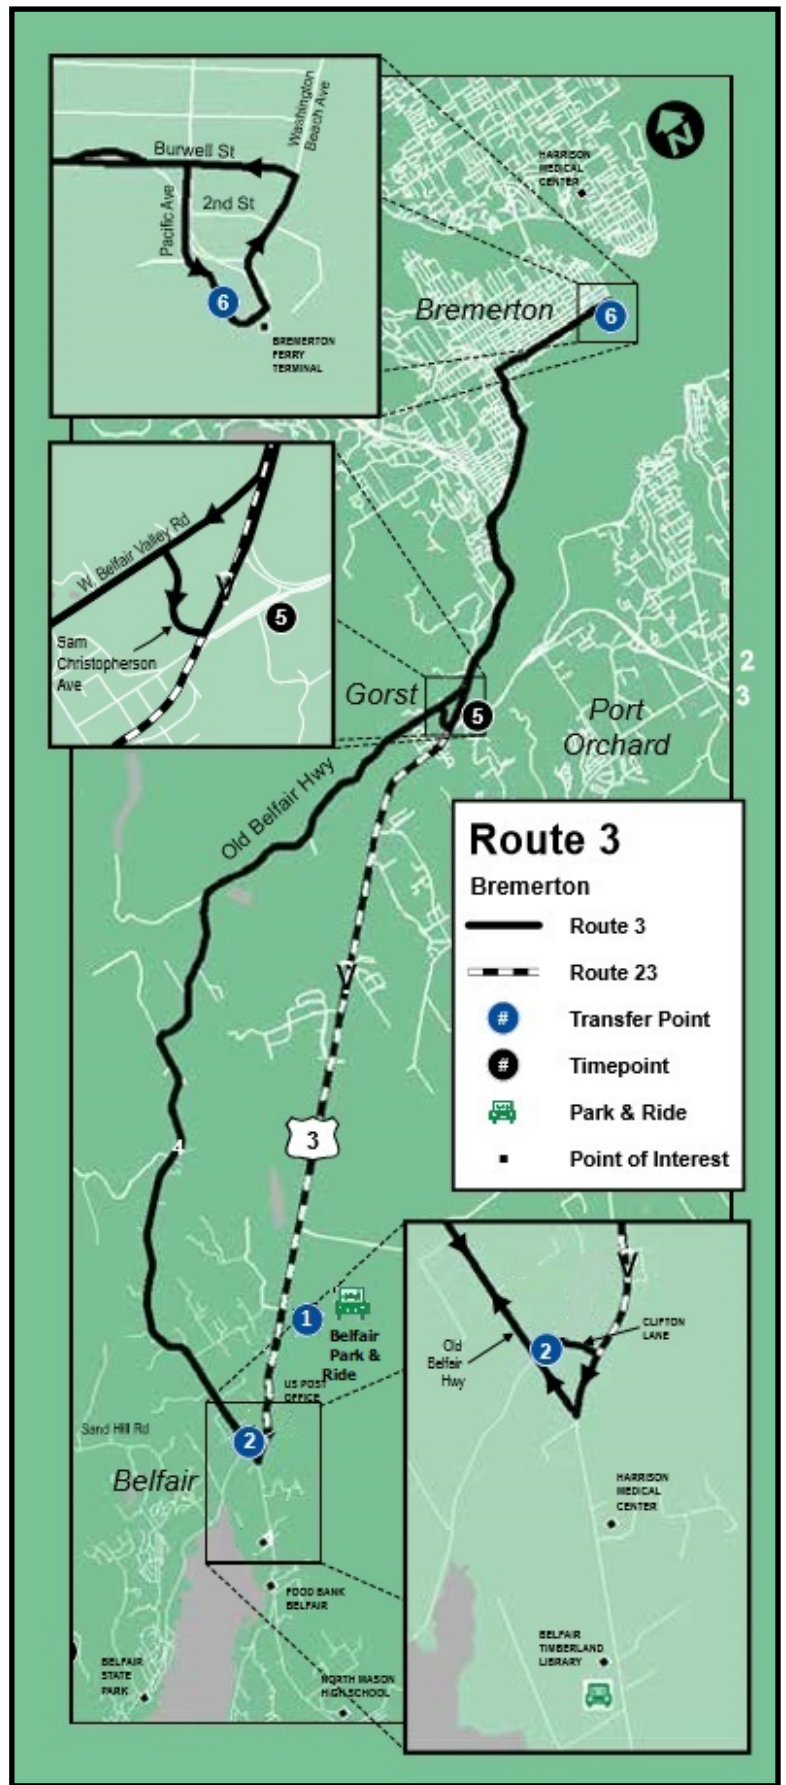 Washington
Beach Ave
Burwell St
Pacific Ave
2nd St
6
BREMERTON
FERRY
TERMINAL
N
HARRISON
MEDICAL
CENTER
Bremerton
6
W. Belfair Valley Rd
5
Sam
Christopherson
Ave
Gorst
5
2
3
Port
Orchard
Old Belfair Hwy
Route 3
Bremerton
Route 3
Route 23
# Transfer Point
# Timepoint
Park & Ride
Point of Interest
3
4
1
Belfair
Park &
Ride
US POST
OFFICE
Sand Hill Rd
2
Belfair
FOOD BANK
BELFAIR
BELFAIR
STATE
PARK
NORTH MASON
HIGH SCHOOL
CLIFTON
LANE
Old
Belfair
Hwy
2
HARRISON
MEDICAL
CENTER
BELFAIR
TIMBERLAND
LIBRARY